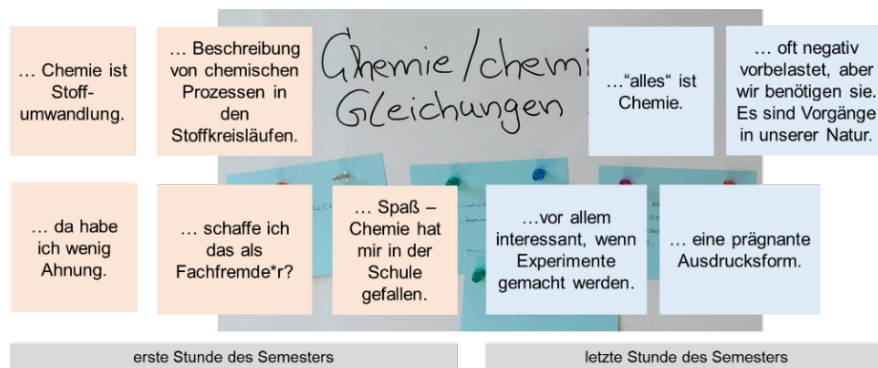 … Chemie ist
Stoff-
umwandlung.
… Beschreibung
von chemischen
Prozessen in
den
Stoffkreisläufen.
Chemie/chemi
Gleichungen
…“alles“ ist
Chemie.
… oft negativ
vorbelastet, aber
wir benötigen sie.
Es sind Vorgänge
in unserer Natur.
… da habe
ich wenig
Ahnung.
… schaffe ich
das als
Fachfremde*r?
… Spaß –
Chemie hat
mir in der
Schule
gefallen.
…vor allem
interessant, wenn
Experimente
gemacht werden.
… eine prägnante
Ausdrucksform.
erste Stunde des Semesters
letzte Stunde des Semesters